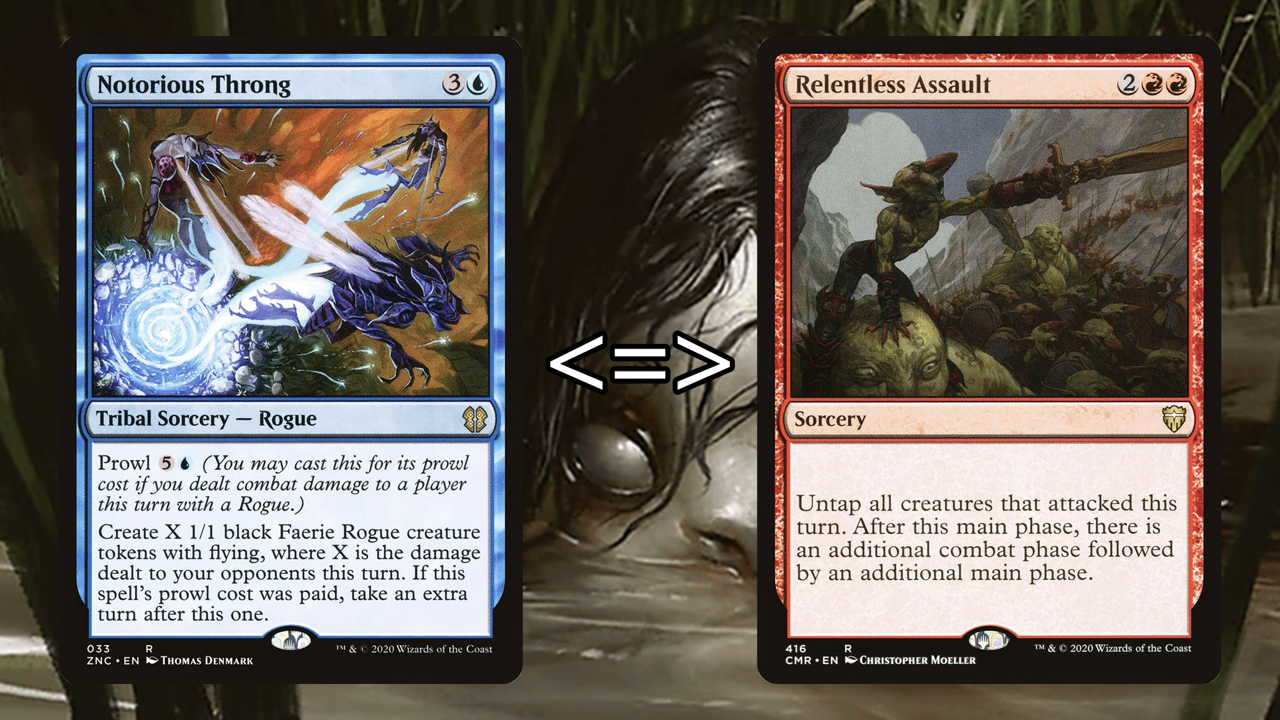 Notorious Throng 3
Tribal Sorcery — Rogue
Prowl 5 (You may cast this for its prowl
cost if you dealt combat damage to a player
this turn with a Rogue.)
Create X 1/1 black Faerie Rogue creature
tokens with flying, where X is the damage
dealt to your opponents this turn. If this
spell's prowl cost was paid, take an extra
turn after this one.
033 R
ZNC • EN Thomas Denmark
™ & © 2020 Wizards of the Coast
<=>
Relentless Assault 2
Sorcery
Untap all creatures that attacked this
turn. After this main phase, there is
an additional combat phase followed
by an additional main phase.
416 R
CMR • EN Christopher Moeller
™ & © 2020 Wizards of the Coast